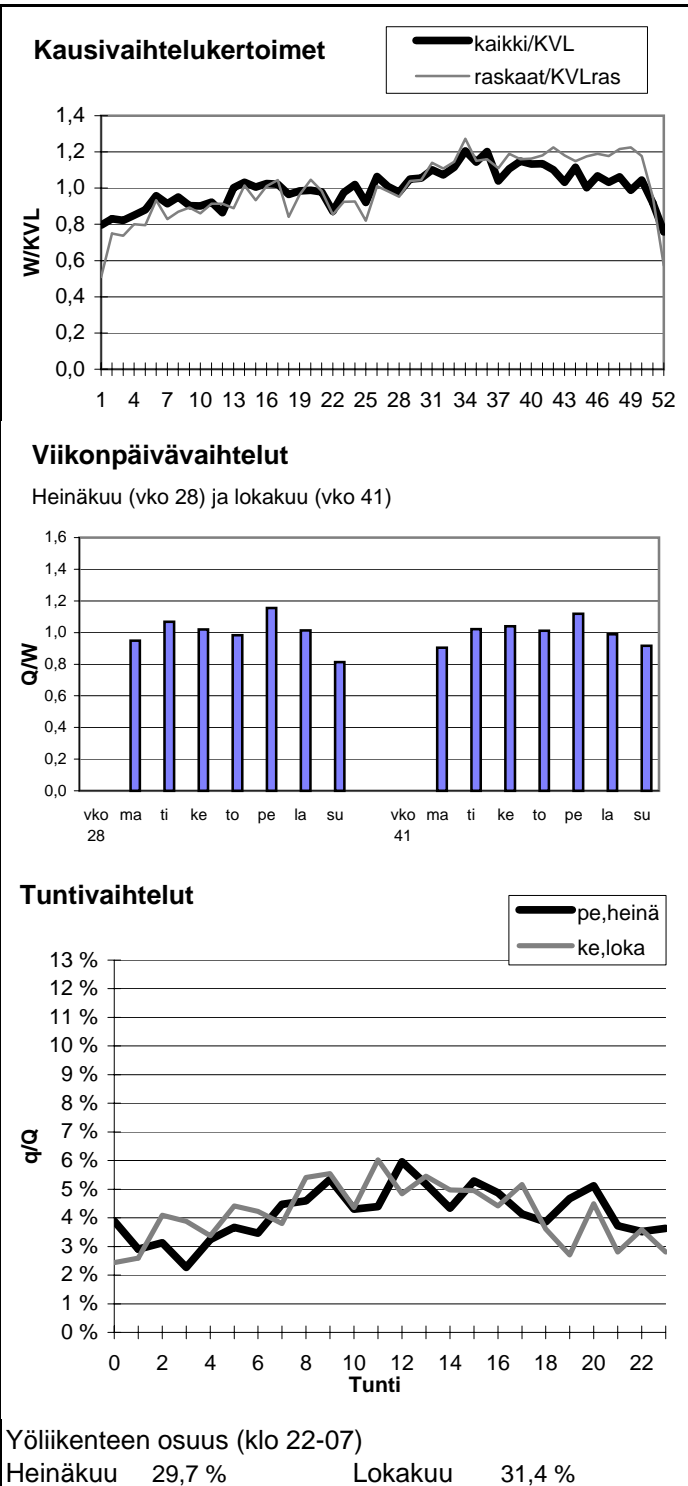 Kausivaihtelukertoimet
kaikki/KVL
raskaat/KVLras
W/KVL
1,4
1,2
1,0
0,8
0,6
0,4
0,2
0,0
1 4 7 10 13 16 19 22 25 28 31 34 37 40 43 46 49 52
Viikonpäivävaihtelut
Heinäkuu (vko 28) ja lokakuu (vko 41)
Q/W
1,6
1,4
1,2
1,0
0,8
0,6
0,4
0,2
0,0
vko ma ti ke to pe la su vko ma ti ke to pe la su
28 41
Tuntivaihtelut
pe,heinä
ke,loka
q/Q
13 %
12 %
11 %
10 %
9 %
8 %
7 %
6 %
5 %
4 %
3 %
2 %
1 %
0 %
0 2 4 6 8 10 12 14 16 18 20 22
Tunti
Yöliikenteen osuus (klo 22-07)
Heinäkuu 29,7 % Lokakuu 31,4 %